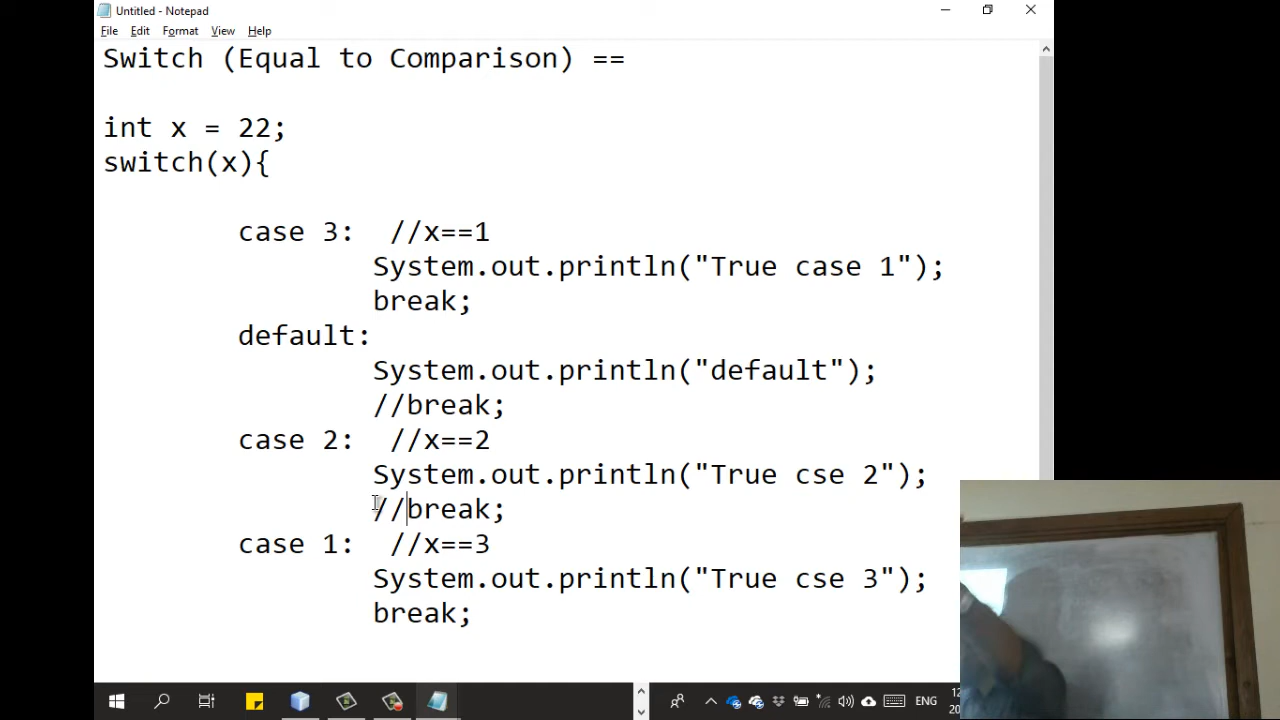 Untitled - Notepad
File Edit Format View Help
Switch (Equal to Comparison) ==
int x = 22;
switch(x){
case 3: //x==1
System.out.println("True case 1");
break;
default:
System.out.println("default");
//break;
case 2: //x==2
System.out.println("True cse 2");
//break;
case 1: //x==3
System.out.println("True cse 3");
break;
ENG